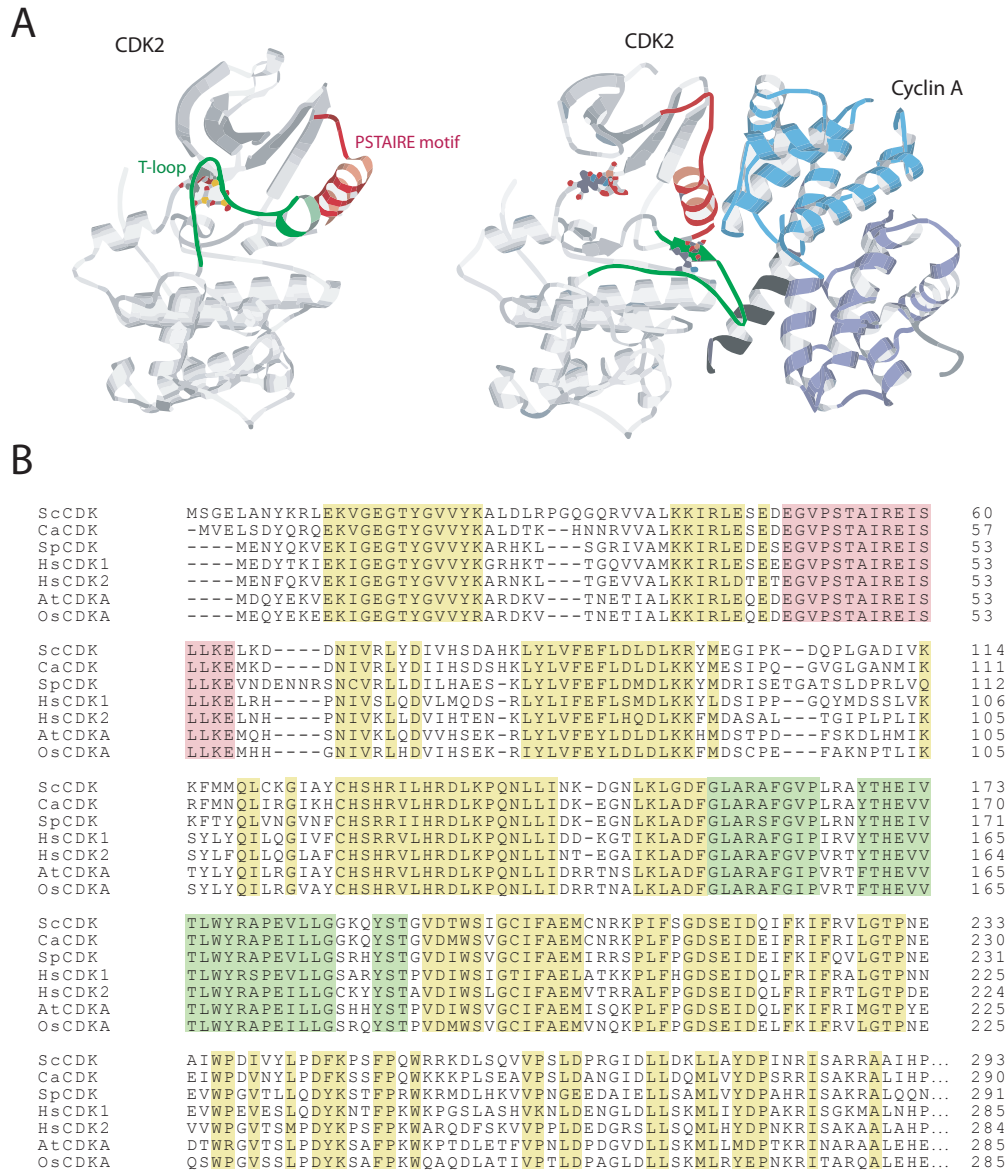 A
CDK2
CDK2
Cyclin A
PSTAIRE motif
T-loop
B
ScCDK MSGELANYKRLEKVGEGTYGVVYKALDLRPGQGQRVVALKKIRLESEDEGVPSTAIREIS 60
CaCDK -MVELSDYQRQEKVGEGTYGVVYKALDTK-HNNRVVALKKIRLESEDEGVPSTAIREIS 57
SpCDK ----MENYQKVEKIGEGTYGVVYKARHKL--SGRIVAMKKIRLEDESEGVPSTAIREIS 53
HsCDK1 ----MEDYTKIEKIGEGTYGVVYKGRHKT--TGQVVAMKKIRLESEEEGVPSTAIREIS 53
HsCDK2 ----MENFQKVEKIGEGTYGVVYKARNKL--TGEVVALKKIRLDTETEGVPSTAIREIS 53
AtCDKA ----MDQYEKVEKIGEGTYGVVYKARDKV--TNETIALKKIRLEQEDEGVPSTAIREIS 53
OsCDKA ----MEQYEKEEKIGEGTYGVVYRARDKV--TNETIALKKIRLEQEDEGVPSTAIREIS 53
ScCDK LLKELKD----DNIVRLYDIVHSDAHKLYLVFEFLDLDLKRYMEGIPK--DQPLGADIVK 114
CaCDK LLKEMKD----DNIVRLYDIIHSDSHKLYLVFEFLDLDLKKYMESIPQ--GVGLGANMIK 111
SpCDK LLKEVNDENNRSNCVRLLDILHAES-KLYLVFEFLDMDLKKYMDRISETGATSLDPRLVQ 112
HsCDK1 LLKELRH----PNIVSLQDVLMQDS-RLYLIFEFLSMDLKKYLDSIPP--GQYMDSSLVK 106
HsCDK2 LLKELNH----PNIVKLLDVIHTEN-KLYLVFEFLHQDLKKFMDASAL---TGIPLPLIK 105
AtCDKA LLKEMQH----SNIVKLQDVVHSEK-RLYLVFEYLDLDLKKHMDSTPD---FSKDLHMIK 105
OsCDKA LLKEMHH----GNIVRLHDVIHSEK-RIYLVFEYLDLDLKKFMDSCPE---FAKNPTLIK 105
ScCDK KFMMQLCKGIAYCHSHRILHRDLKPQNLLINK-DGNLKLGDFGLARAFGVPLRAYTHEIV 173
CaCDK RFMNQLIRGIKHCHSHRVLHRDLKPQNLLIDK-EGNLKLADFGLARAFGVPLRAYTHEIV 170
SpCDK KFTYQLVNGVNFCHSRRIIHRDLKPQNLLIDK-EGNLKLADFGLARSFGVPLRNYTHEIV 171
HsCDK1 SYLYQILQGIVFCHSRRVLHRDLKPQNLLIDD-KGTIKLADFGLARAFGIPIRVYTHEVV 165
HsCDK2 SYLFQLLQGLAFCHSHRVLHRDLKPQNLLINT-EGAIKLADFGLARAFGVPVRTYTHEVV 164
AtCDKA TYLYQILRGIAYCHSHRVLHRDLKPQNLLIDRRTNSLKLADFGLARAFGIPVRTFTHEVV 165
OsCDKA SYLYQILRGVAYCHSHRVLHRDLKPQNLLIDRRTNALKLADFGLARAFGIPVRTFTHEVV 165
ScCDK TLWYRAPEVLLGGKQYSTGVDTWSIGCIFAEMCNRKPIFSGDSEIDQIFKIFRVLGTPNE 233
CaCDK TLWYRAPEILLGGKQYSTGVDMWSVGCIFAEMCNRKPLFPGDSEIDEIFRIFRILGTPNE 230
SpCDK TLWYRAPEVLLGSRHYSTGVDIWSVGCIFAEMIRRSPLFPGDSEIDEIFKIFQVLGTPNE 231
HsCDK1 TLWYRSPEVLLGSARYSTPVDIWSIGTIFAELATKKPLFHGDSEIDQLFRIFRALGTPNN 225
HsCDK2 TLWYRAPEILLGCKYYSTAVDIWSLGCIFAEMVTRRALFPGDSEIDQLFRIFRTLGTPDE 224
AtCDKA TLWYRAPEILLGSHHYSTPVDIWSVGCIFAEMISQKPLFPGDSEIDQLFKIFRIMGTPYE 225
OsCDKA TLWYRAPEILLGSRQYSTPVDMWSVGCIFAEMVNQKPLFPGDSEIDELFKIFRVLGTPNE 225
ScCDK AIWPDIVYLPDFKPSFPQWRRKDLSQVVPSLDPRGIDLLDKLLAYDPINRISARRAAIHP... 293
CaCDK EIWPDVNYLPDFKSSFPQWKKKPLSEAVPSLDANGIDLLDQMLVYDPSRRISAKRALIHP... 290
SpCDK EVWPGVTLLQDYKSTFPRWKRMDLHKVVPNGEEDAIELLSAMLVYDPAHRISAKRALQQN... 291
HsCDK1 EVWPEVESLQDYKNTFPKWKPGSLASHVKNLDENGLDLLSKMLIYDPAKRISGKMALNHP... 285
HsCDK2 VVWPGVTSMPDYKPSFPKWARQDFSKVVPPLDEDGRSLLSQMLHYDPNKRISAKAALAHP... 284
AtCDKA DTWRGVTSLPDYKSAFPKWKPTDLETFVPNLDPDGVDLLSKMLLMDPTKRINARAALEHE... 285
OsCDKA QSWPGVSSLPDYKSAFPKWQAQDLATIVPTLDPAGLDLLSKMLRYEPNKRITARQALEHE... 285